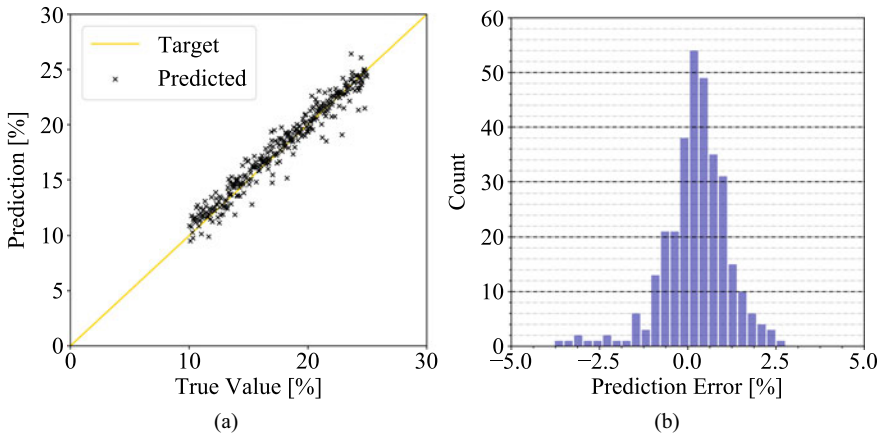 30
25
20
15
10
5
0
Prediction [%]
Target
Predicted
0
10
20
30
True Value [%]
(a)
60
50
40
30
20
10
0
Count
−5.0
−2.5
0.0
2.5
5.0
Prediction Error [%]
(b)